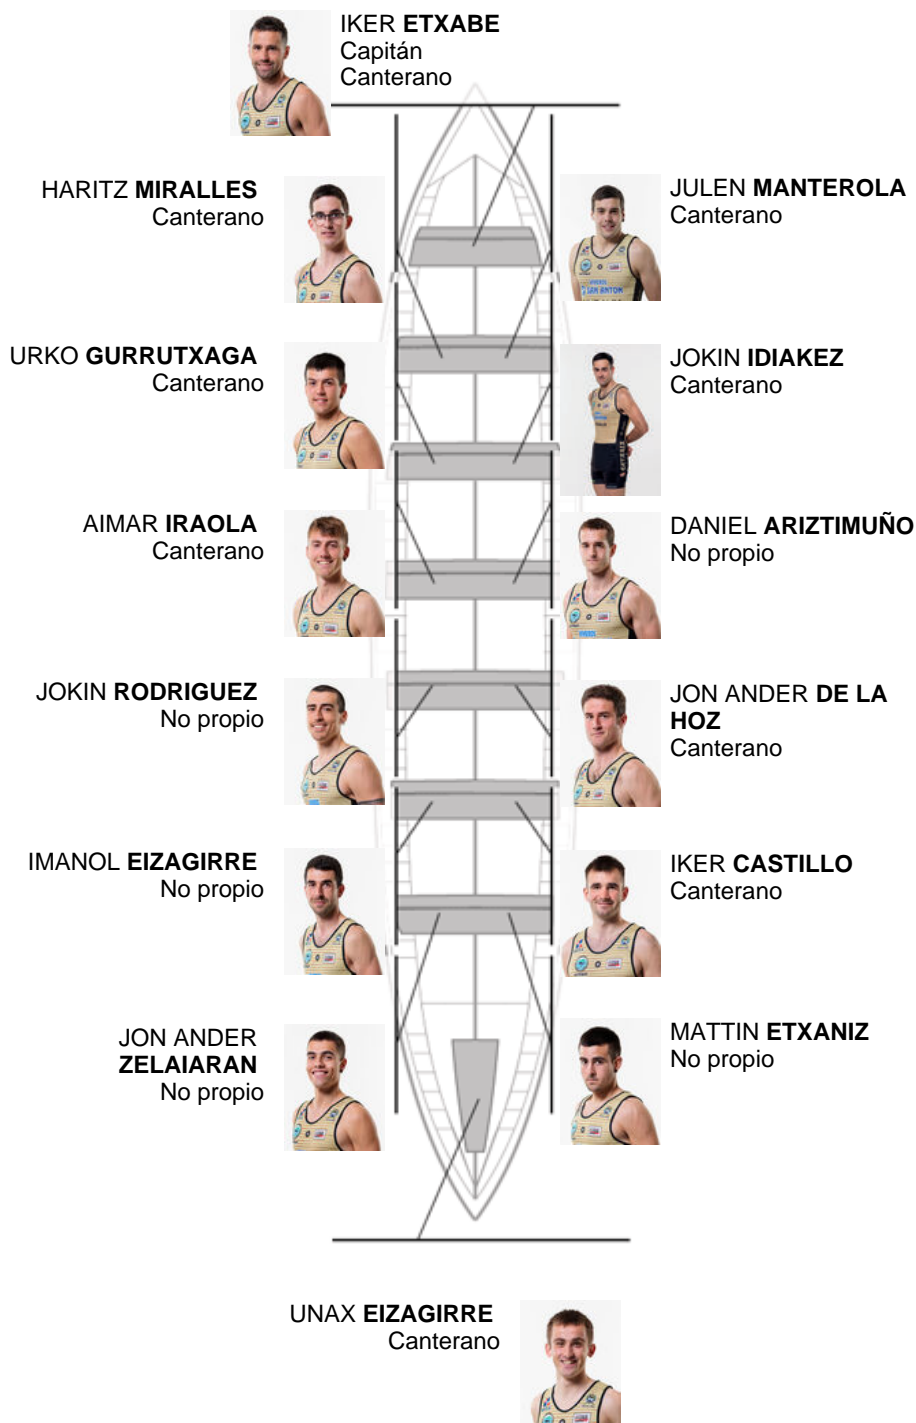 IKER ETXABE
Capitán
Canterano
HARITZ MIRALLES
Canterano
JULEN MANTEROLA
Canterano
URKO GURRUTXAGA
Canterano
JOKIN IDIAKEZ
Canterano
AIMAR IRAOLA
Canterano
DANIEL ARIZTIMUÑO
No propio
JOKIN RODRIGUEZ
No propio
JON ANDER DE LA
HOZ
Canterano
IMANOL EIZAGIRRE
No propio
IKER CASTILLO
Canterano
JON ANDER
ZELAIARAN
No propio
MATTIN ETXANIZ
No propio
UNAX EIZAGIRRE
Canterano